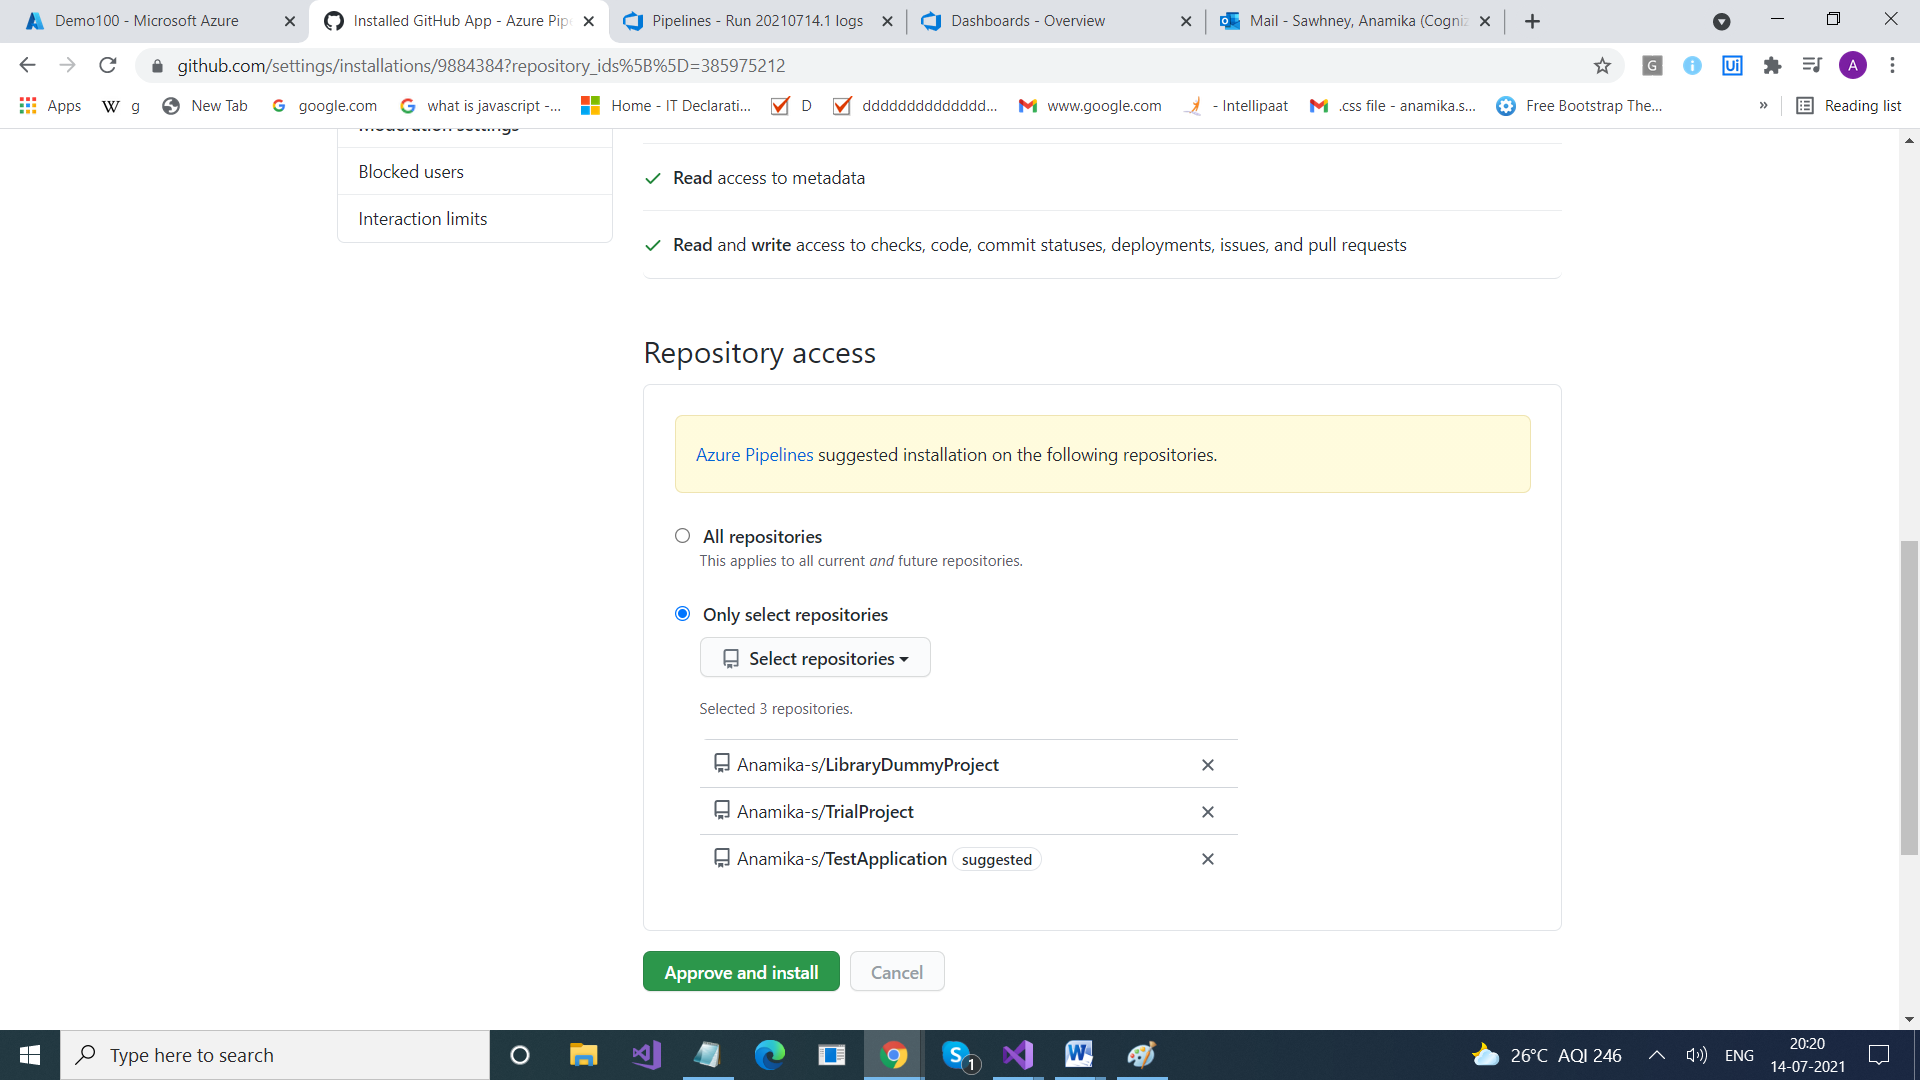 Demo100 - Microsoft Azure
Installed GitHub App - Azure Pip
Pipelines - Run 20210714.1 logs
Dashboards - Overview
Mail - Sawhney, Anamika (Cogniz
github.com/settings/installations/9884384?repository_ids%5B%5D=385975212
G
Ui
A
Apps
W g
New Tab
google.com
what is javascript -...
Home - IT Declarati...
D
dddddddddddddd...
www.google.com
- Intellipaat
.css file - anamika.s...
Free Bootstrap The...
»
Reading list
Moderation settings
Blocked users
Interaction limits
Read access to metadata
Read and write access to checks, code, commit statuses, deployments, issues, and pull requests
Repository access
Azure Pipelines suggested installation on the following repositories.
All repositories
This applies to all current and future repositories.
Only select repositories
Select repositories
Selected 3 repositories.
Anamika-s/LibraryDummyProject
Anamika-s/TrialProject
Anamika-s/TestApplication suggested
Approve and install
Cancel
Type here to search
1
26°C AQI 246
ENG
20:20
14-07-2021